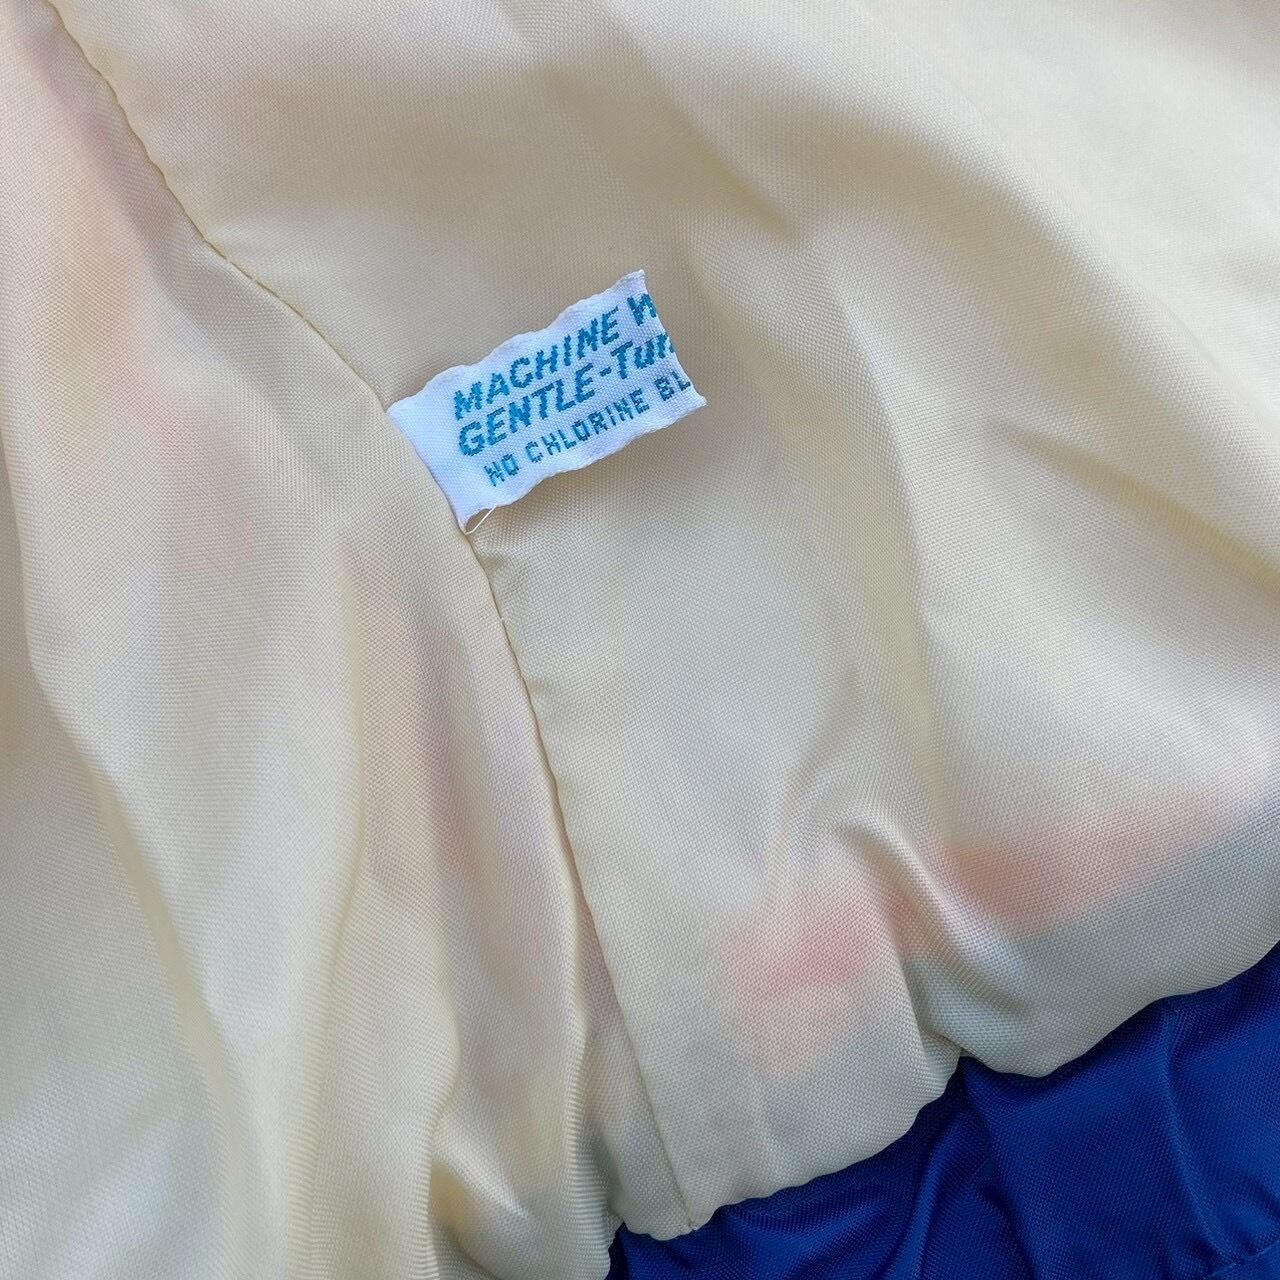 MACHINE W
GENTLE-Tum
NO CHLORINE BL